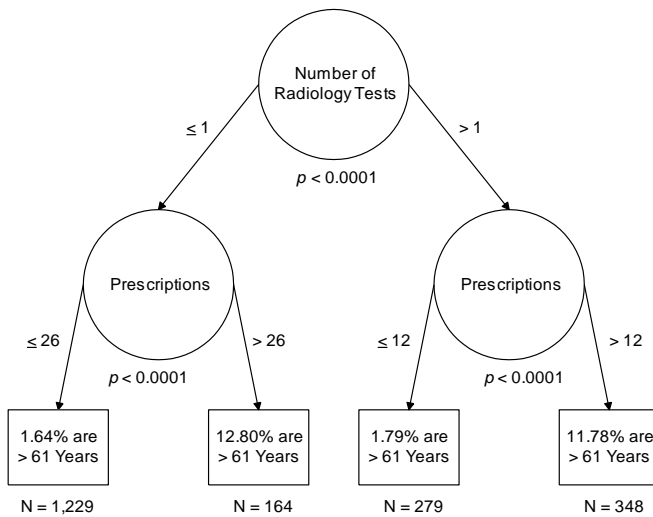 Number of
Radiology Tests
≤ 1
> 1
p < 0.0001
Prescriptions
Prescriptions
≤ 26
> 26
≤ 12
> 12
p < 0.0001
p < 0.0001
1.64% are
> 61 Years
12.80% are
> 61 Years
1.79% are
> 61 Years
11.78% are
> 61 Years
N = 1,229
N = 164
N = 279
N = 348